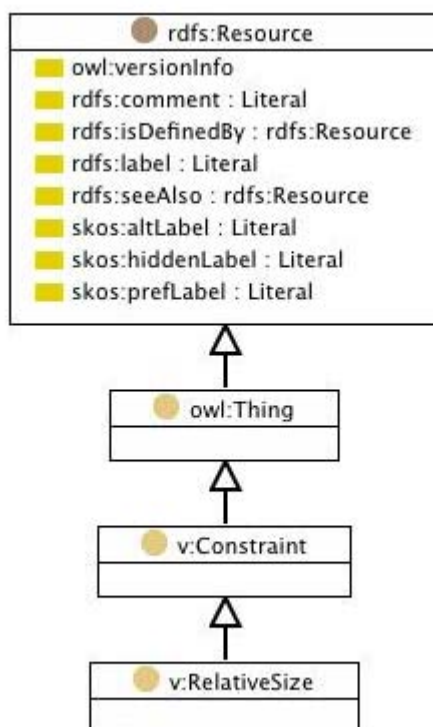 rdfs:Resource
owl:versionInfo
rdfs:comment : Literal
rdfs:isDefinedBy : rdfs:Resource
rdfs:label : Literal
rdfs:seeAlso : rdfs:Resource
skos:altLabel : Literal
skos:hiddenLabel : Literal
skos:prefLabel : Literal
owl:Thing
v:Constraint
v:RelativeSize